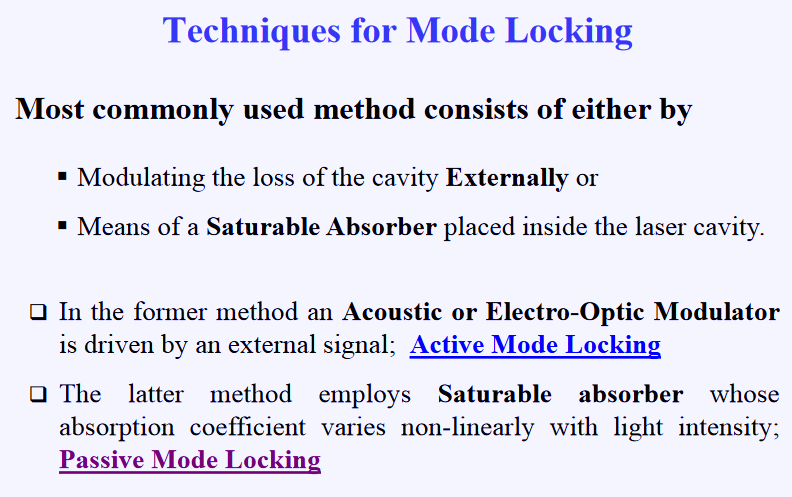 Techniques for Mode Locking
Most commonly used method consists of either by
▪ Modulating the loss of the cavity Externally or
▪ Means of a Saturable Absorber placed inside the laser cavity.
❑ In the former method an Acoustic or Electro-Optic Modulator
is driven by an external signal; Active Mode Locking
❑ The latter method employs Saturable absorber whose
absorption coefficient varies non-linearly with light intensity;
Passive Mode Locking